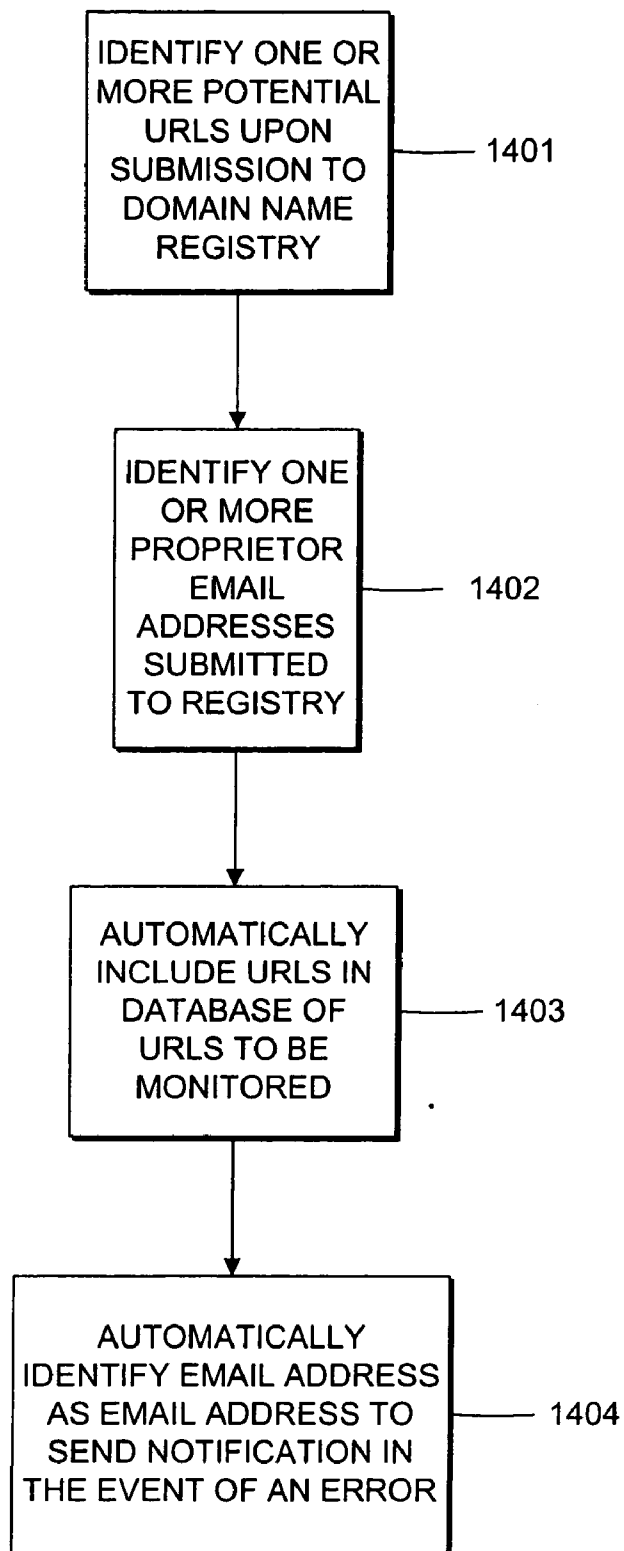 IDENTIFY ONE OR
MORE POTENTIAL
URLS UPON
SUBMISSION TO
DOMAIN NAME
REGISTRY
1401
IDENTIFY ONE
OR MORE
PROPRIETOR
EMAIL
ADDRESSES
SUBMITTED
TO REGISTRY
1402
AUTOMATICALLY
INCLUDE URLS IN
DATABASE OF
URLS TO BE
MONITORED
1403
AUTOMATICALLY
IDENTIFY EMAIL ADDRESS
AS EMAIL ADDRESS TO
SEND NOTIFICATION IN
THE EVENT OF AN ERROR
1404